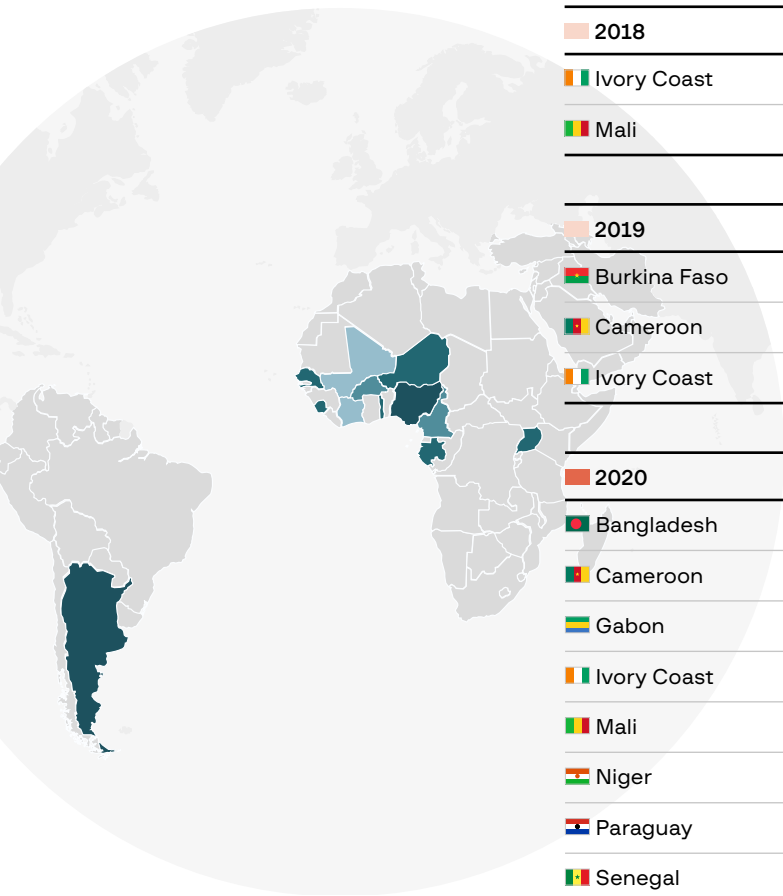 2018
Ivory Coast
Mali
2019
Burkina Faso
Cameroon
Ivory Coast
2020
Bangladesh
Cameroon
Gabon
Ivory Coast
Mali
Niger
Paraguay
Senegal